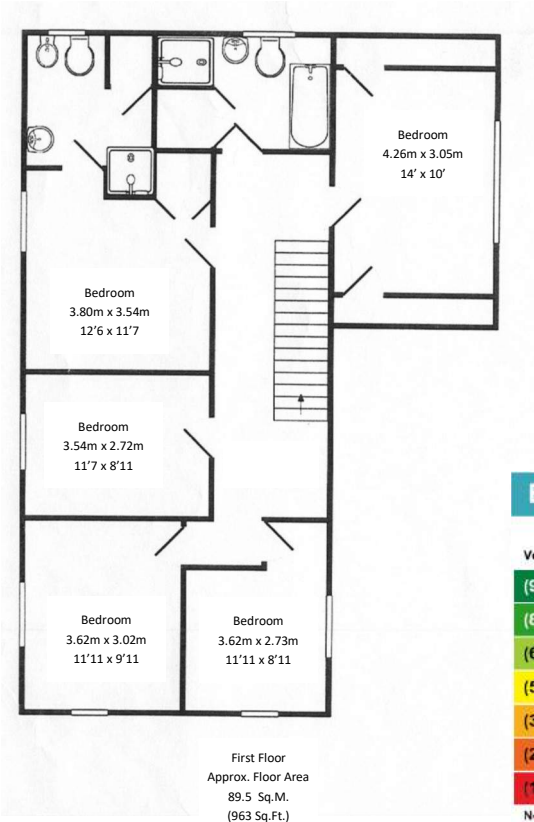 Bedroom
4.26m x 3.05m
14’ x 10’
Bedroom
3.80m x 3.54m
12’6 x 11’7
Bedroom
3.54m x 2.72m
11’7 x 8’11
Bedroom
3.62m x 3.02m
11’11 x 9’11
Bedroom
3.62m x 2.73m
11’11 x 8’11
First Floor
Approx. Floor Area
89.5 Sq.M.
(963 Sq.Ft.)